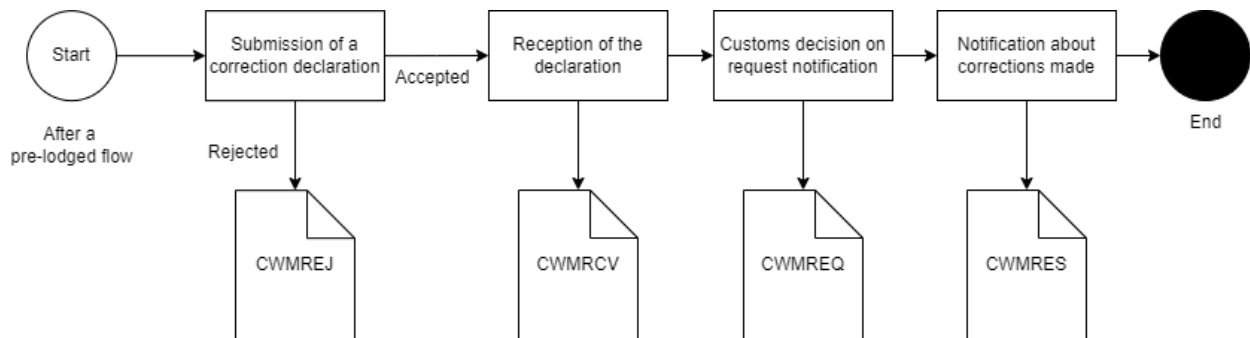 Start
After a
pre-lodged flow
Submission of a
correction declaration
Accepted
Rejected
Reception of the
declaration
Customs decision on
request notification
Notification about
corrections made
End
CWMREJ
CWMRCV
CWMREQ
CWMRES